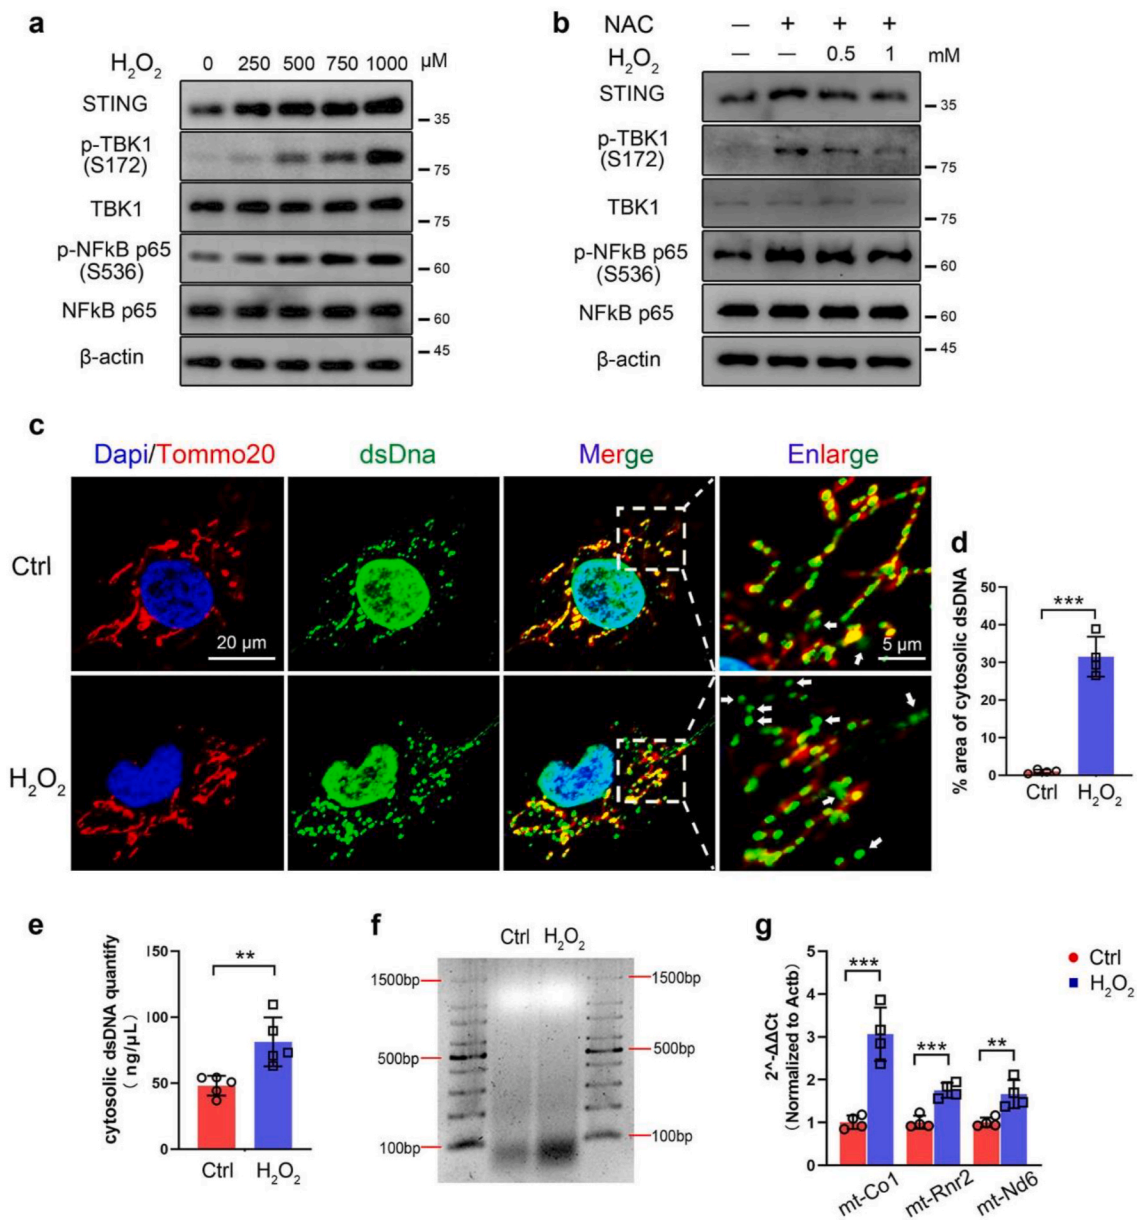 a
H₂O₂ 0 250 500 750 1000 µM
STING
35
p-TBK1
(S172)
75
TBK1
75
p-NFkB p65
(S536)
60
NFkB p65
60
β-actin
45
b
NAC — + + +
H₂O₂ — — 0.5 1 mM
STING
35
p-TBK1
(S172)
75
TBK1
75
p-NFkB p65
(S536)
60
NFkB p65
60
β-actin
45
c
Dapi/Tommo20 dsDna Merge Enlarge
Ctrl
20 µm
5 µm
H₂O₂
d
% area of cytosolic dsDNA
50
40
30
20
10
0
***
Ctrl H₂O₂
e
cytosolic dsDNA quantify
( ng/µL)
150
100
50
0
**
Ctrl H₂O₂
f
Ctrl H₂O₂
1500bp
500bp
100bp
1500bp
500bp
100bp
g
2^-ΔΔCt
(Normalized to Actb)
5
4
3
2
1
0
***
***
**
mt-Co1 mt-Rnr2 mt-Nd6
Ctrl
H₂O₂